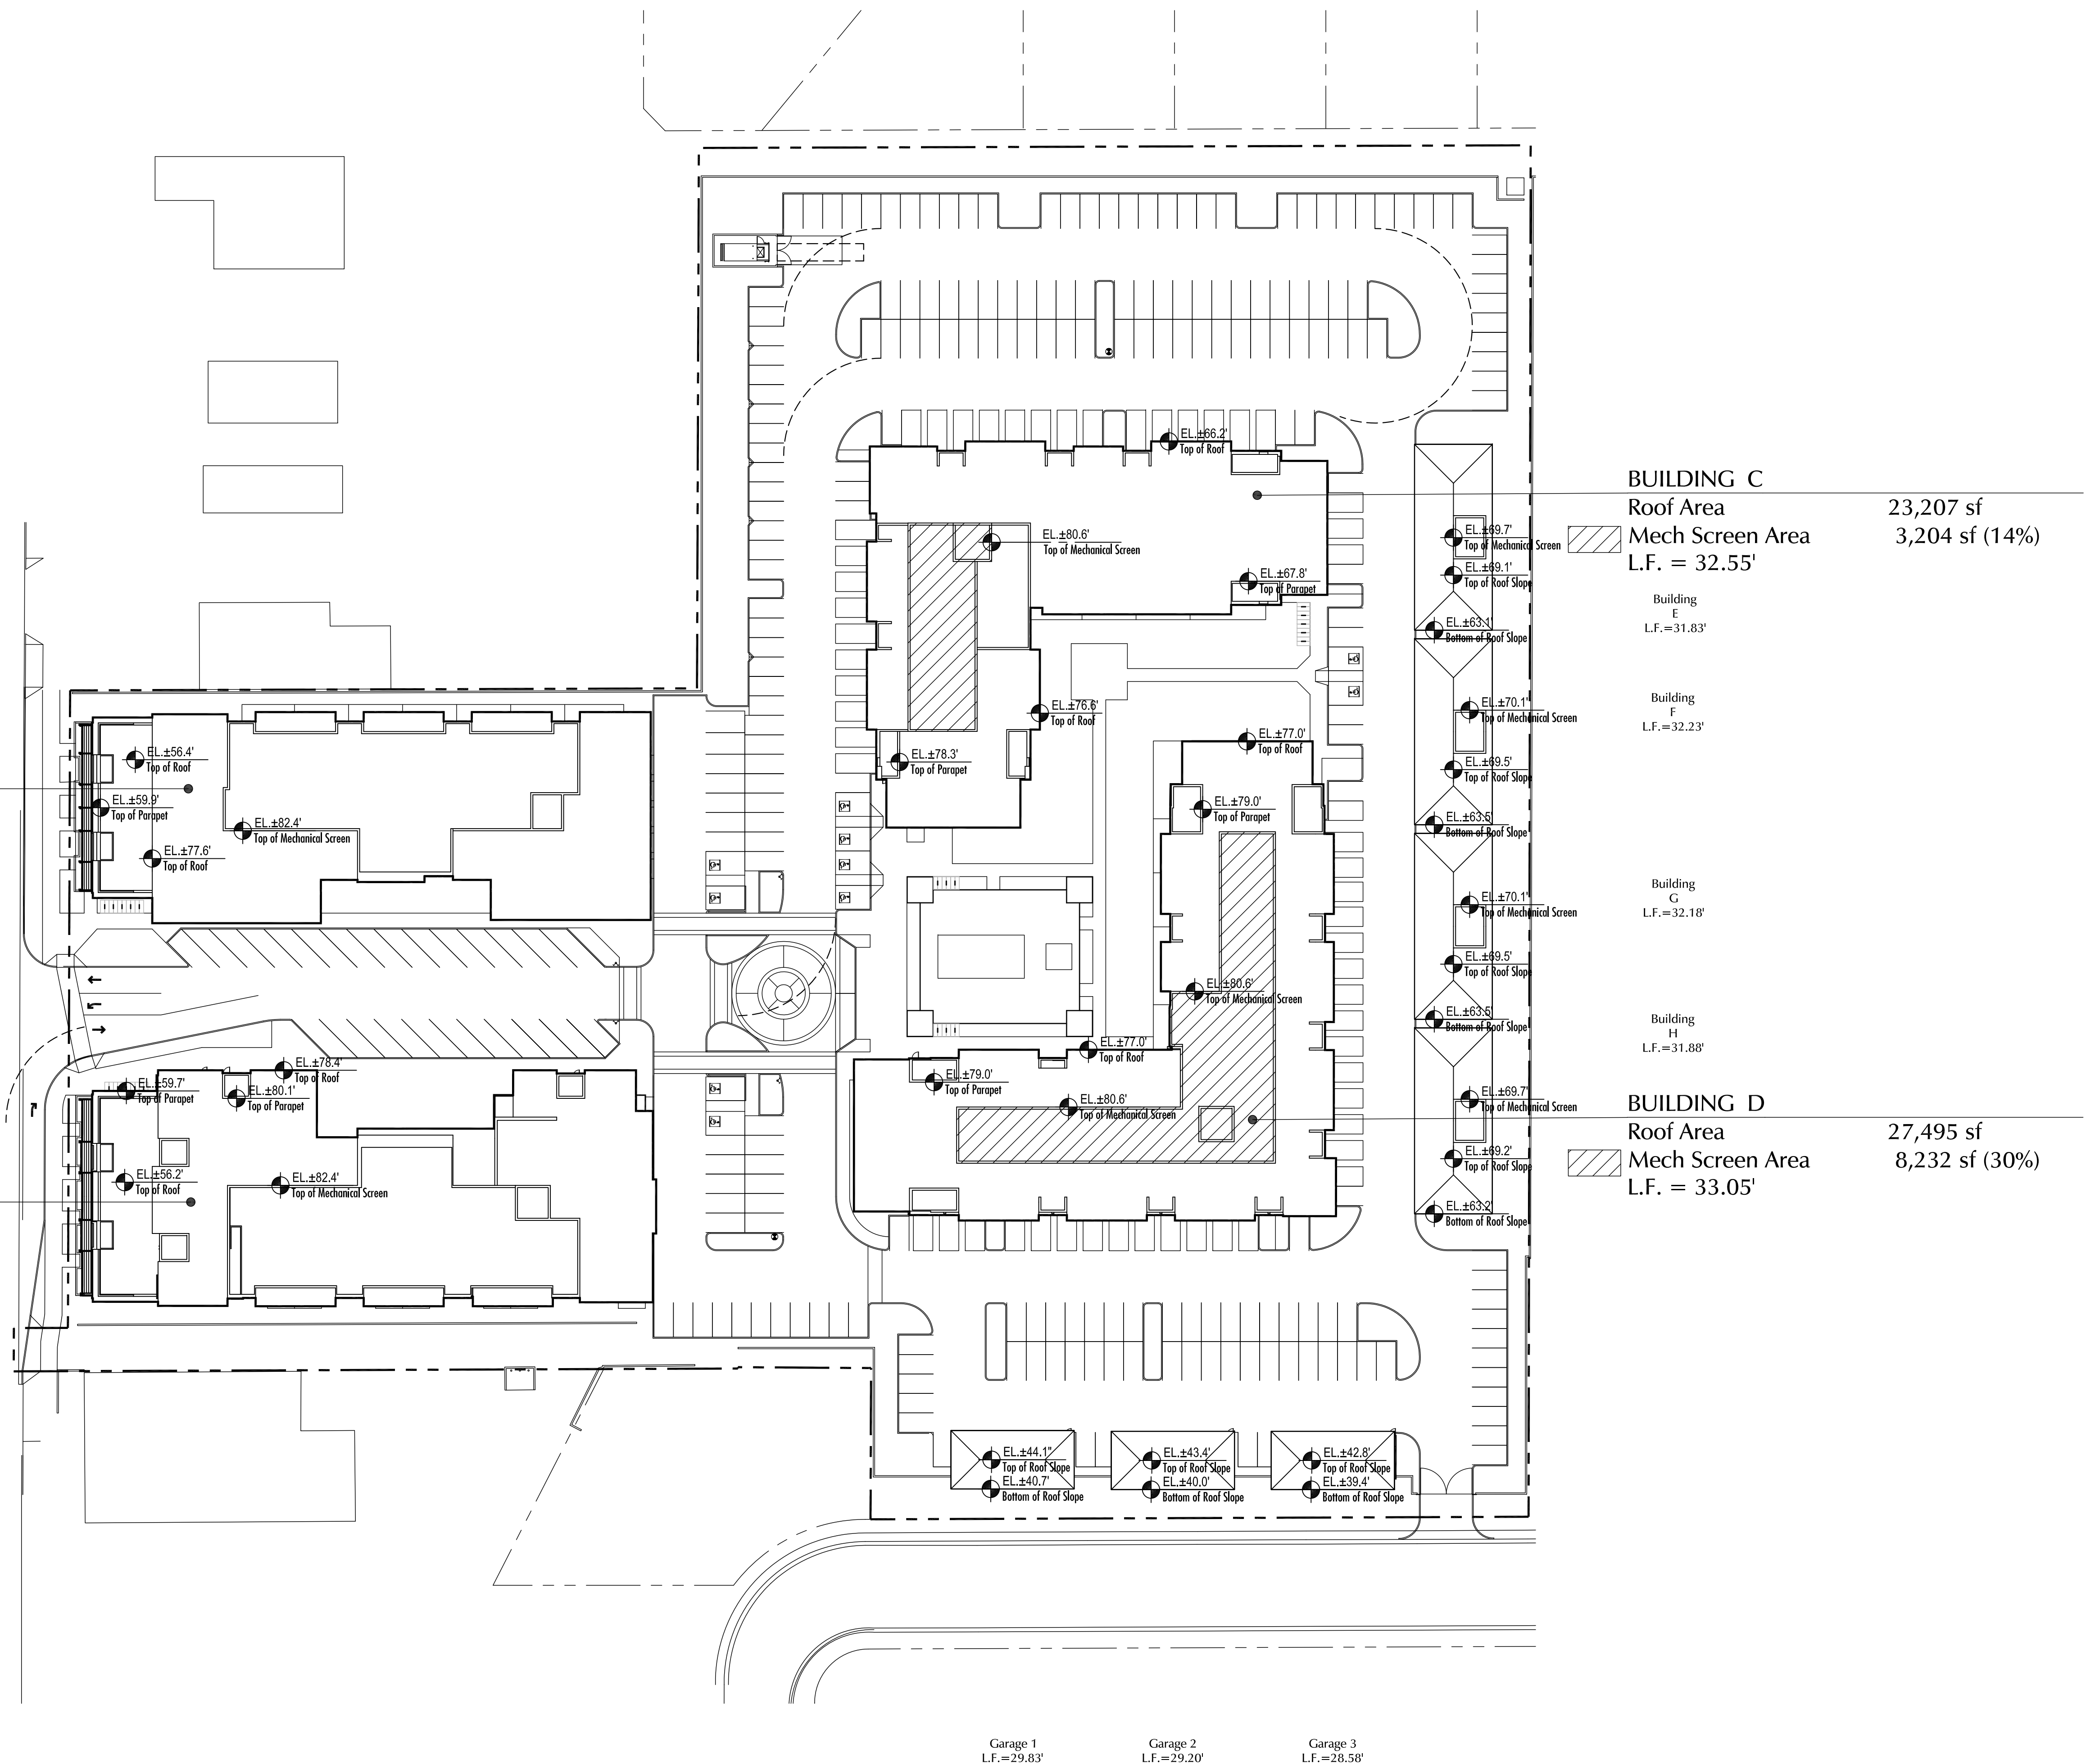 EL.±66.2'
Top of Roof
BUILDING C
Roof Area 23,207 sf
Mech Screen Area 3,204 sf (14%)
L.F. = 32.55'
EL.±80.6'
Top of Mechanical Screen
EL.±67.8'
Top of Parapet
EL.±69.7'
Top of Mechanical Screen
EL.±69.1'
Top of Roof Slope
EL.±63.1'
Bottom of Roof Slope
Building
E
L.F.=31.83'
EL.±76.6'
Top of Roof
EL.±78.3'
Top of Parapet
EL.±77.0'
Top of Roof
EL.±79.0'
Top of Parapet
EL.±70.1'
Top of Mechanical Screen
EL.±69.5'
Top of Roof Slope
EL.±63.5'
Bottom of Roof Slope
Building
F
L.F.=32.23'
EL.±56.4'
Top of Roof
EL.±59.9'
Top of Parapet
EL.±82.4'
Top of Mechanical Screen
EL.±77.6'
Top of Roof
EL.±70.1'
Top of Mechanical Screen
EL.±69.5'
Top of Roof Slope
EL.±63.5'
Bottom of Roof Slope
Building
G
L.F.=32.18'
EL.±80.6'
Top of Mechanical Screen
EL.±77.0'
Top of Roof
EL.±79.0'
Top of Parapet
EL.±80.6'
Top of Mechanical Screen
EL.±69.7'
Top of Mechanical Screen
EL.±69.2'
Top of Roof Slope
EL.±63.2'
Bottom of Roof Slope
Building
H
L.F.=31.88'
BUILDING D
Roof Area 27,495 sf
Mech Screen Area 8,232 sf (30%)
L.F. = 33.05'
EL.±78.4'
Top of Roof
EL.±59.7'
Top of Parapet
EL.±80.1'
Top of Parapet
EL.±56.2'
Top of Roof
EL.±82.4'
Top of Mechanical Screen
EL.±44.1"
Top of Roof Slope
EL.±40.7'
Bottom of Roof Slope
EL.±43.4'
Top of Roof Slope
EL.±40.0'
Bottom of Roof Slope
EL.±42.8'
Top of Roof Slope
EL.±39.4'
Bottom of Roof Slope
Garage 1
L.F.=29.83'
Garage 2
L.F.=29.20'
Garage 3
L.F.=28.58'